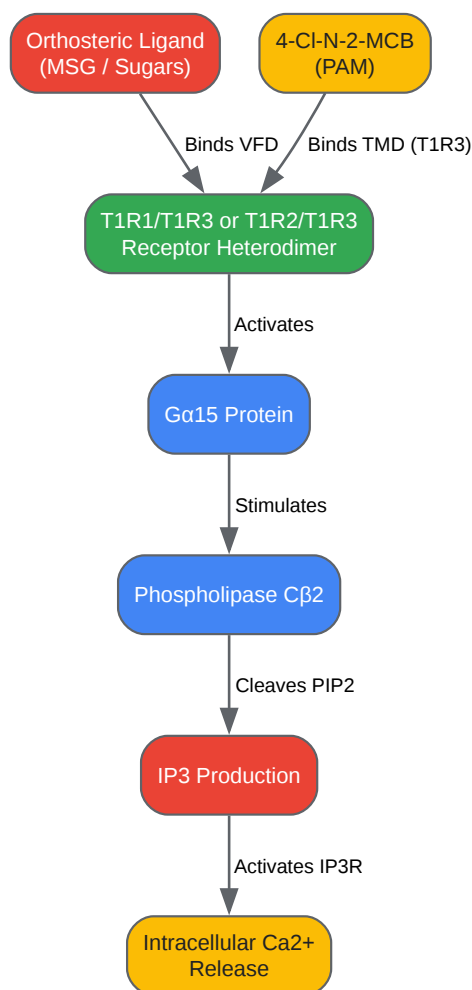 Orthosteric Ligand
(MSG / Sugars)
4-Cl-N-2-MCB
(PAM)
Binds VFD
Binds TMD (T1R3)
T1R1/T1R3 or T1R2/T1R3
Receptor Heterodimer
Activates
Gα15 Protein
Stimulates
Phospholipase Cβ2
Cleaves PIP2
IP3 Production
Activates IP3R
Intracellular Ca2+
Release